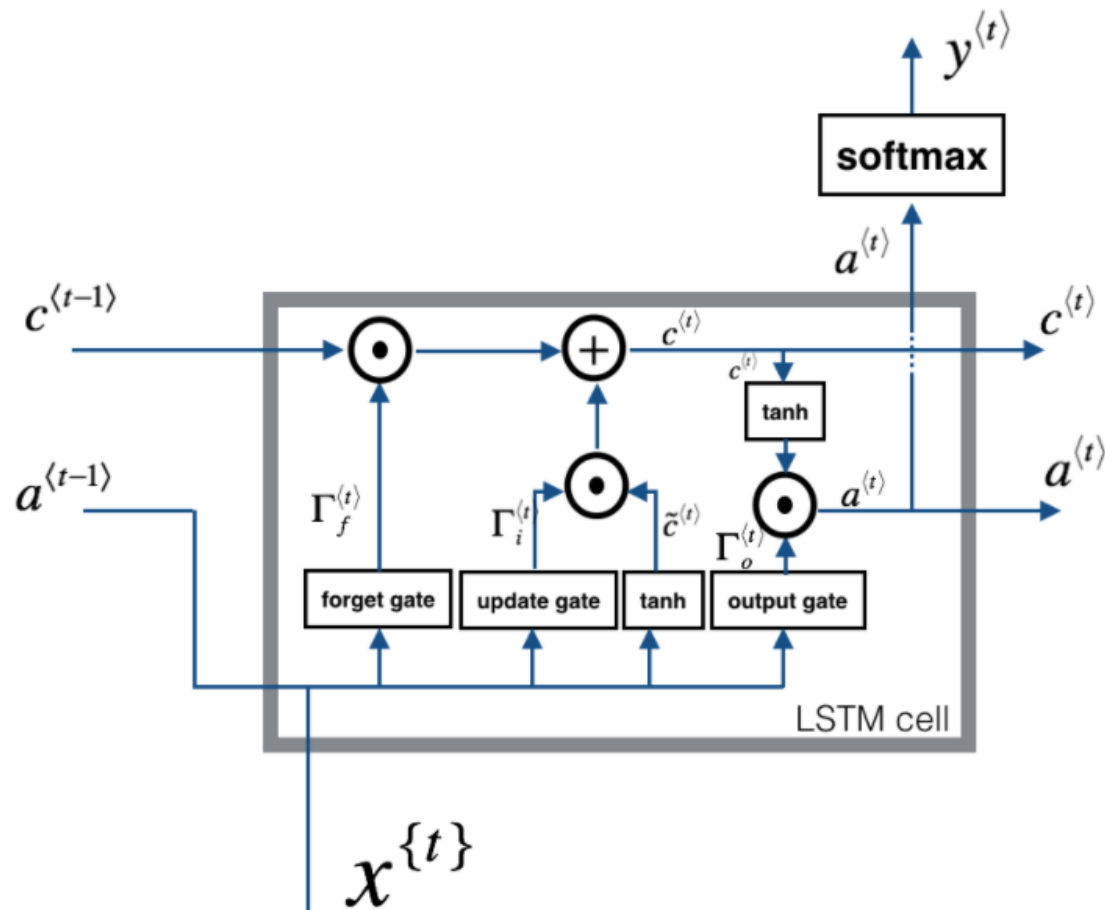 y⟨t⟩
softmax
a⟨t⟩
c⟨t−1⟩
c⟨t⟩
c⟨t⟩
c⟨t⟩
tanh
a⟨t−1⟩
a⟨t⟩
a⟨t⟩
Γf⟨t⟩
Γi⟨t⟩
c̃⟨t⟩
Γo⟨t⟩
forget gate
update gate
tanh
output gate
LSTM cell
x{t}